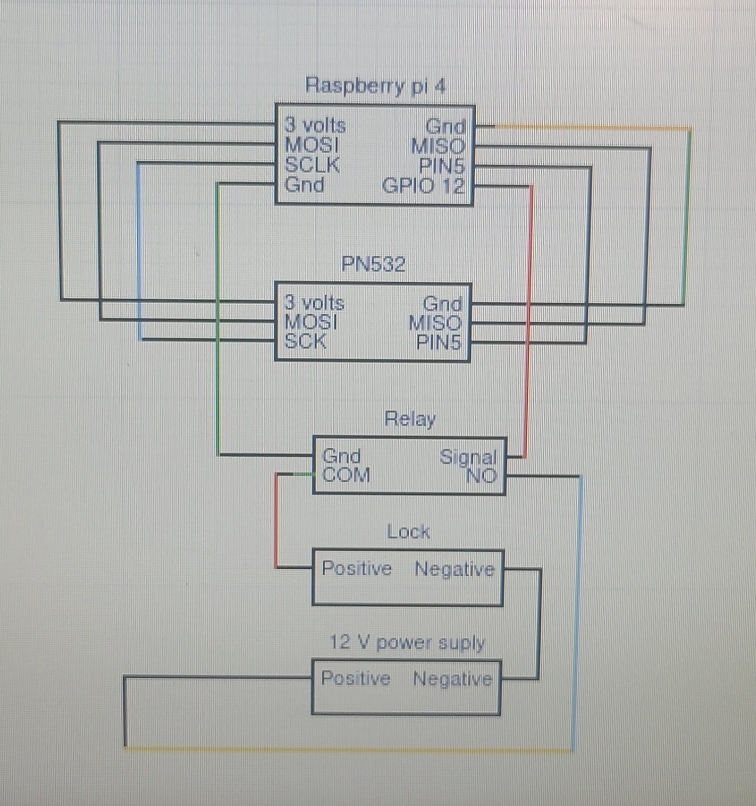 Raspberry pi 4
3 volts Gnd
MOSI MISO
SCLK PIN5
Gnd GPIO 12
PN532
3 volts Gnd
MOSI MISO
SCK PIN5
Relay
Gnd Signal
COM NO
Lock
Positive Negative
12 V power suply
Positive Negative